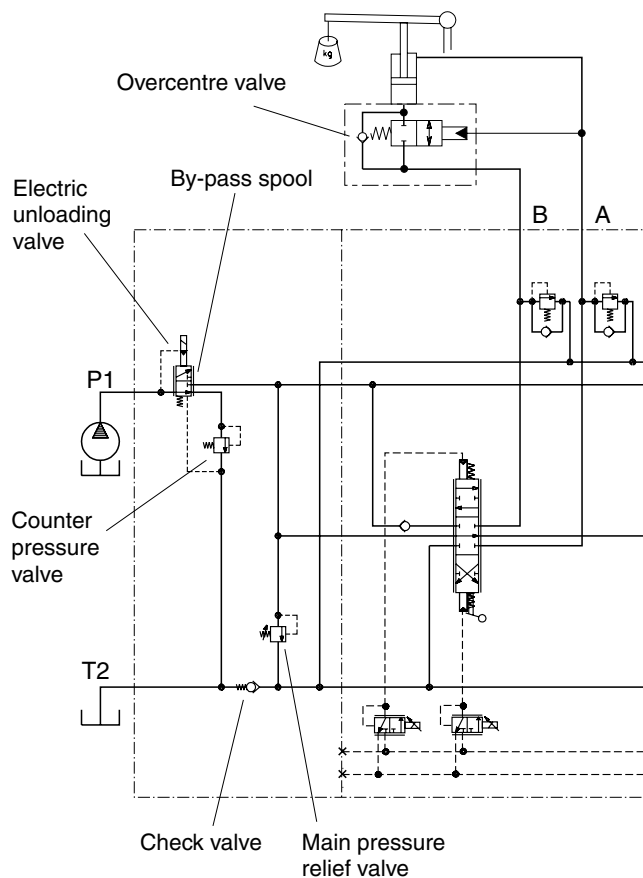 kg
Overcentre valve
Electric
unloading
valve
By-pass spool
B
A
P1
Counter
pressure
valve
T2
Check valve
Main pressure
relief valve